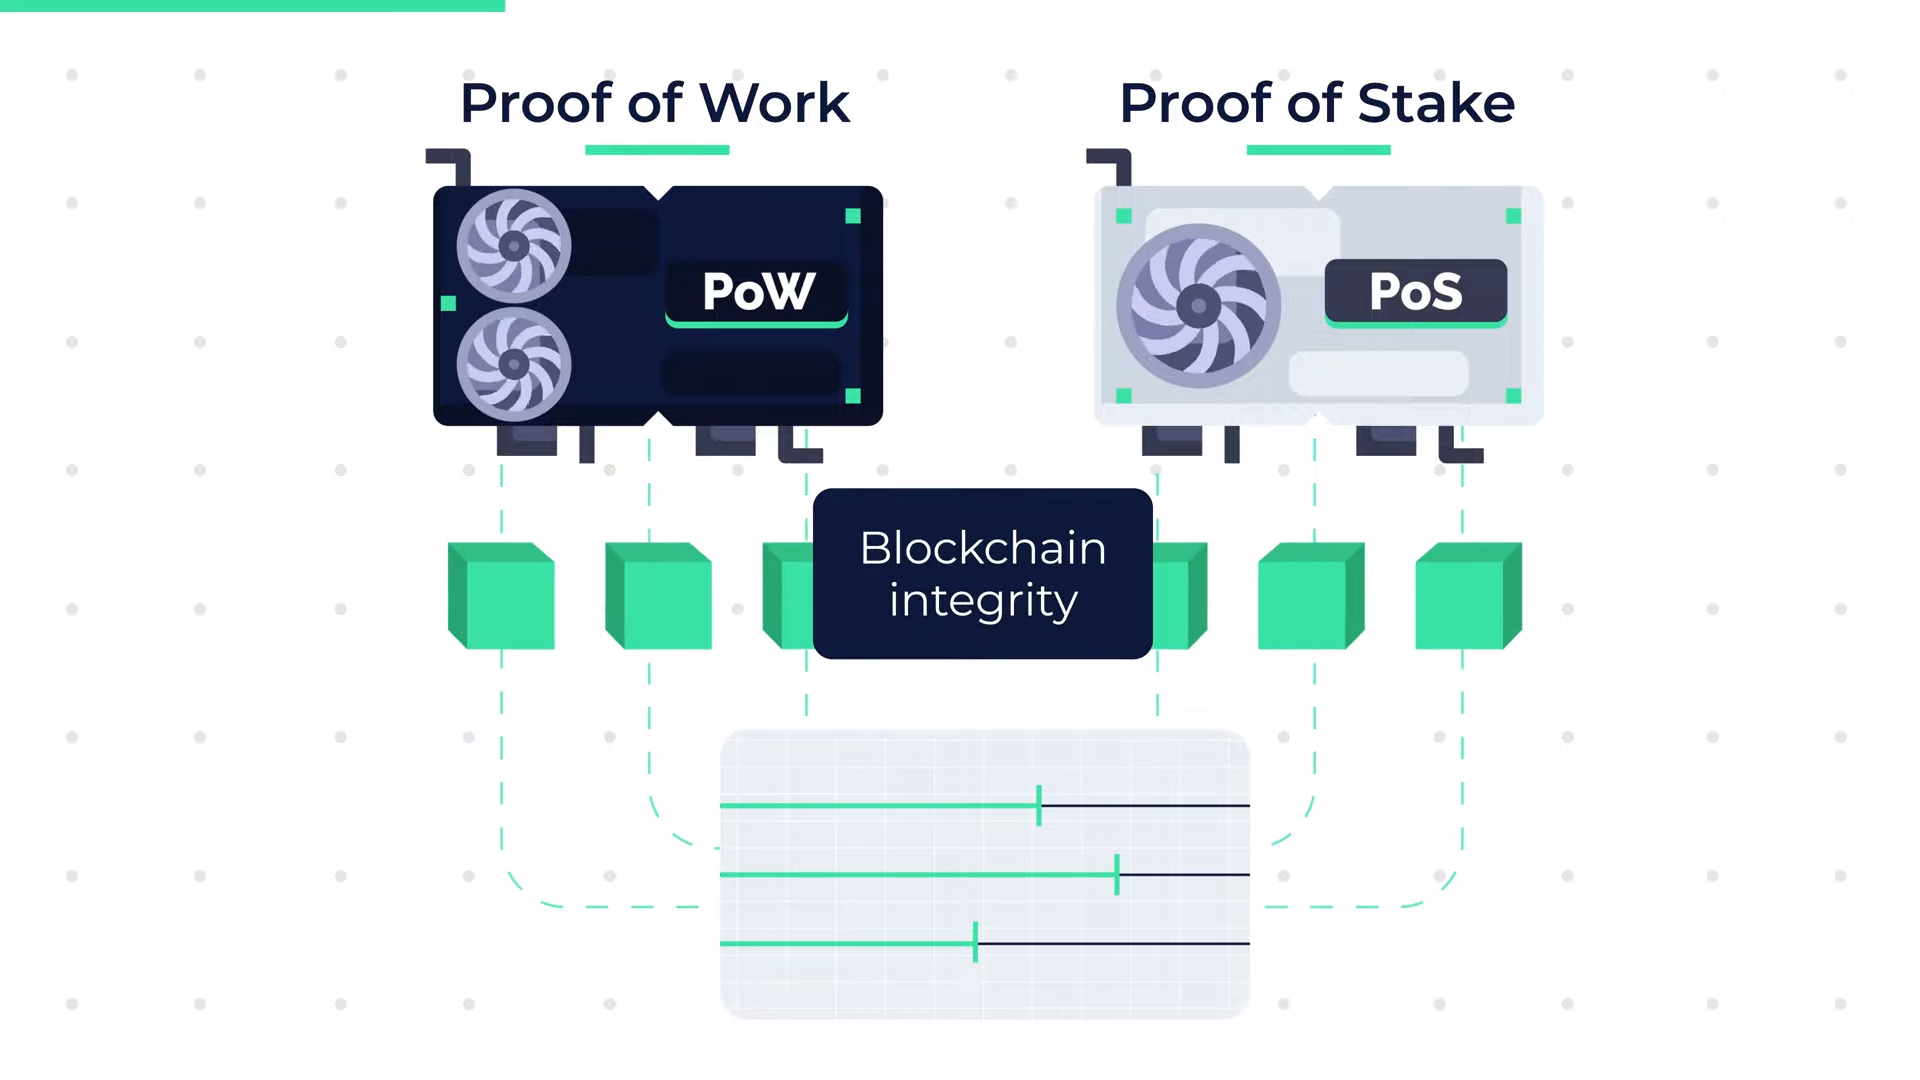 Proof of Work
Proof of Stake
PoW
PoS
Blockchain
integrity